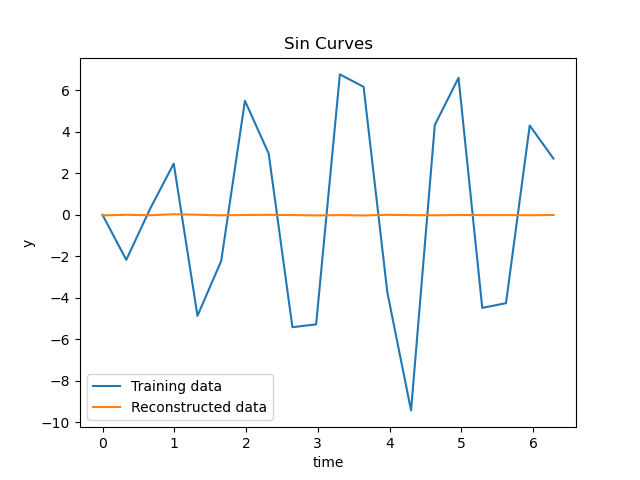 Sin Curves
6
4
2
0
−2
−4
−6
−8
−10
y
Training data
Reconstructed data
0 1 2 3 4 5 6
time